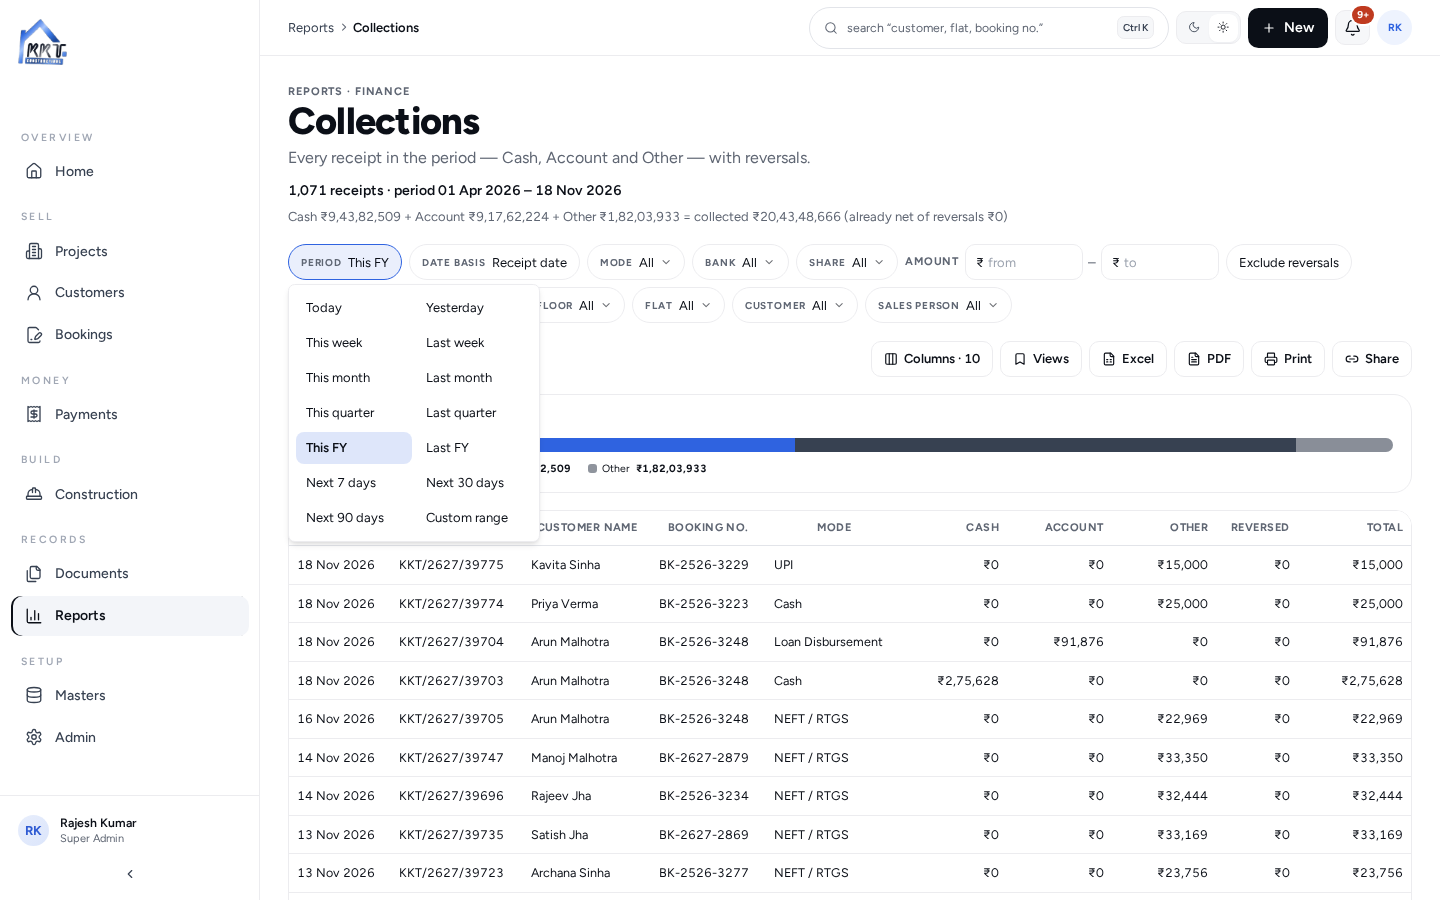 KKT
CONSTRUCTIONS
Reports > Collections
search “customer, flat, booking no.”
Ctrl K
New
9+
RK
OVERVIEW
Home
SELL
Projects
Customers
Bookings
MONEY
Payments
BUILD
Construction
RECORDS
Documents
Reports
SETUP
Masters
Admin
RK
Rajesh Kumar
Super Admin
REPORTS · FINANCE
Collections
Every receipt in the period — Cash, Account and Other — with reversals.
1,071 receipts · period 01 Apr 2026 – 18 Nov 2026
Cash ₹9,43,82,509 + Account ₹9,17,62,224 + Other ₹1,82,03,933 = collected ₹20,43,48,666 (already net of reversals ₹0)
PERIOD This FY DATE BASIS Receipt date MODE All BANK All SHARE All AMOUNT ₹ from – ₹ to Exclude reversals
FLOOR All FLAT All CUSTOMER All SALES PERSON All
Today Yesterday
This week Last week
This month Last month
This quarter Last quarter
This FY Last FY
Next 7 days Next 30 days
Next 90 days Custom range
Columns · 10 Views Excel PDF Print Share
2,509 Other ₹1,82,03,933
CUSTOMER NAME BOOKING NO. MODE CASH ACCOUNT OTHER REVERSED TOTAL
18 Nov 2026 KKT/2627/39775 Kavita Sinha BK-2526-3229 UPI ₹0 ₹0 ₹15,000 ₹0 ₹15,000
18 Nov 2026 KKT/2627/39774 Priya Verma BK-2526-3223 Cash ₹0 ₹0 ₹25,000 ₹0 ₹25,000
18 Nov 2026 KKT/2627/39704 Arun Malhotra BK-2526-3248 Loan Disbursement ₹0 ₹91,876 ₹0 ₹0 ₹91,876
18 Nov 2026 KKT/2627/39703 Arun Malhotra BK-2526-3248 Cash ₹2,75,628 ₹0 ₹0 ₹0 ₹2,75,628
16 Nov 2026 KKT/2627/39705 Arun Malhotra BK-2526-3248 NEFT / RTGS ₹0 ₹0 ₹22,969 ₹0 ₹22,969
14 Nov 2026 KKT/2627/39747 Manoj Malhotra BK-2627-2879 NEFT / RTGS ₹0 ₹0 ₹33,350 ₹0 ₹33,350
14 Nov 2026 KKT/2627/39696 Rajeev Jha BK-2526-3234 NEFT / RTGS ₹0 ₹0 ₹32,444 ₹0 ₹32,444
13 Nov 2026 KKT/2627/39735 Satish Jha BK-2627-2869 NEFT / RTGS ₹0 ₹0 ₹33,169 ₹0 ₹33,169
13 Nov 2026 KKT/2627/39723 Archana Sinha BK-2526-3277 NEFT / RTGS ₹0 ₹0 ₹23,756 ₹0 ₹23,756